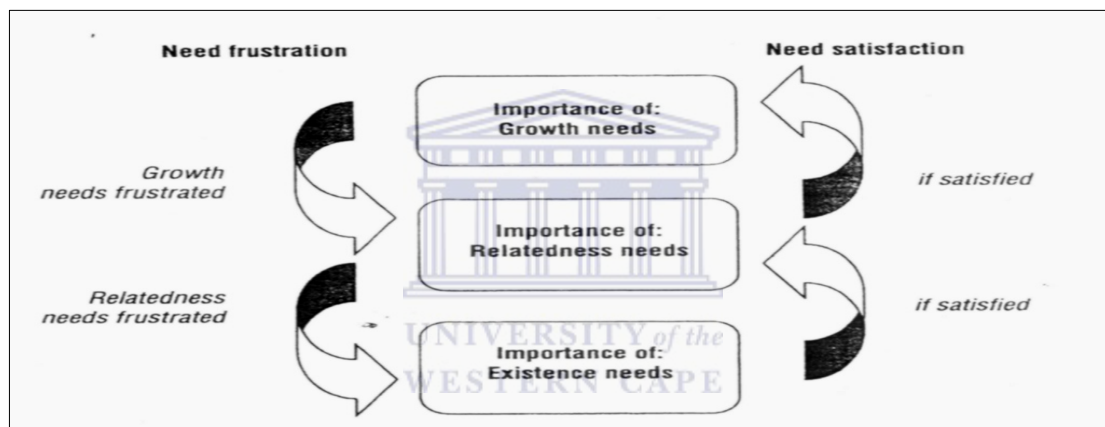 Need frustration
Need satisfaction
Importance of:
Growth needs
Growth
needs frustrated
if satisfied
Importance of:
Relatedness needs
Relatedness
needs frustrated
if satisfied
Importance of:
Existence needs
UNIVERSITY of the
WESTERN CAPE